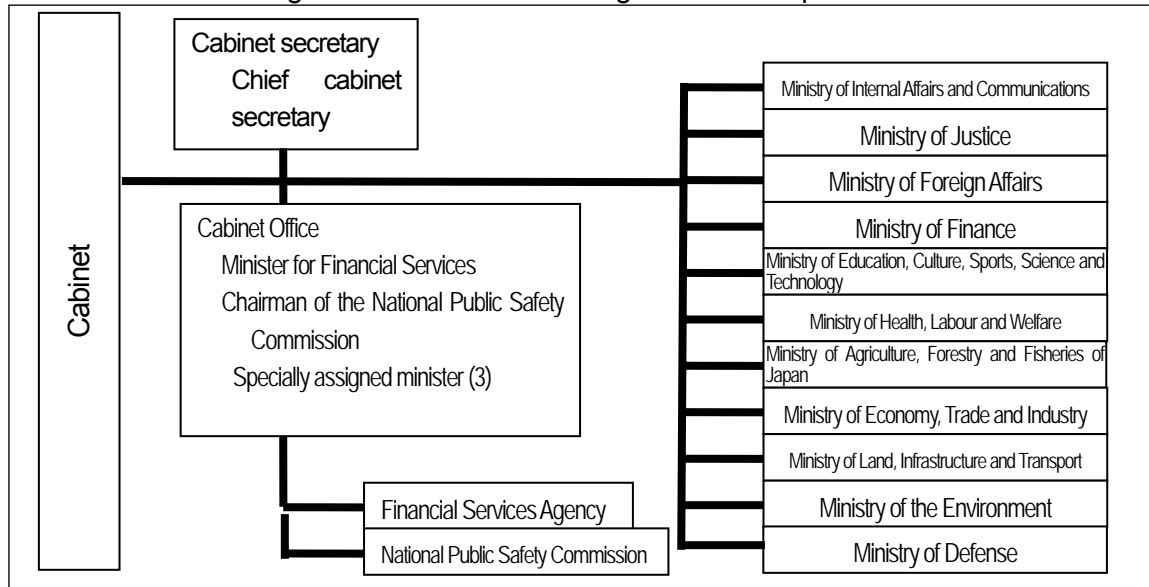 Cabinet
Cabinet secretary
Chief cabinet
secretary
Cabinet Office
Minister for Financial Services
Chairman of the National Public Safety
Commission
Specially assigned minister (3)
Financial Services Agency
National Public Safety Commission
Ministry of Internal Affairs and Communications
Ministry of Justice
Ministry of Foreign Affairs
Ministry of Finance
Ministry of Education, Culture, Sports, Science and
Technology
Ministry of Health, Labour and Welfare
Ministry of Agriculture, Forestry and Fisheries of
Japan
Ministry of Economy, Trade and Industry
Ministry of Land, Infrastructure and Transport
Ministry of the Environment
Ministry of Defense